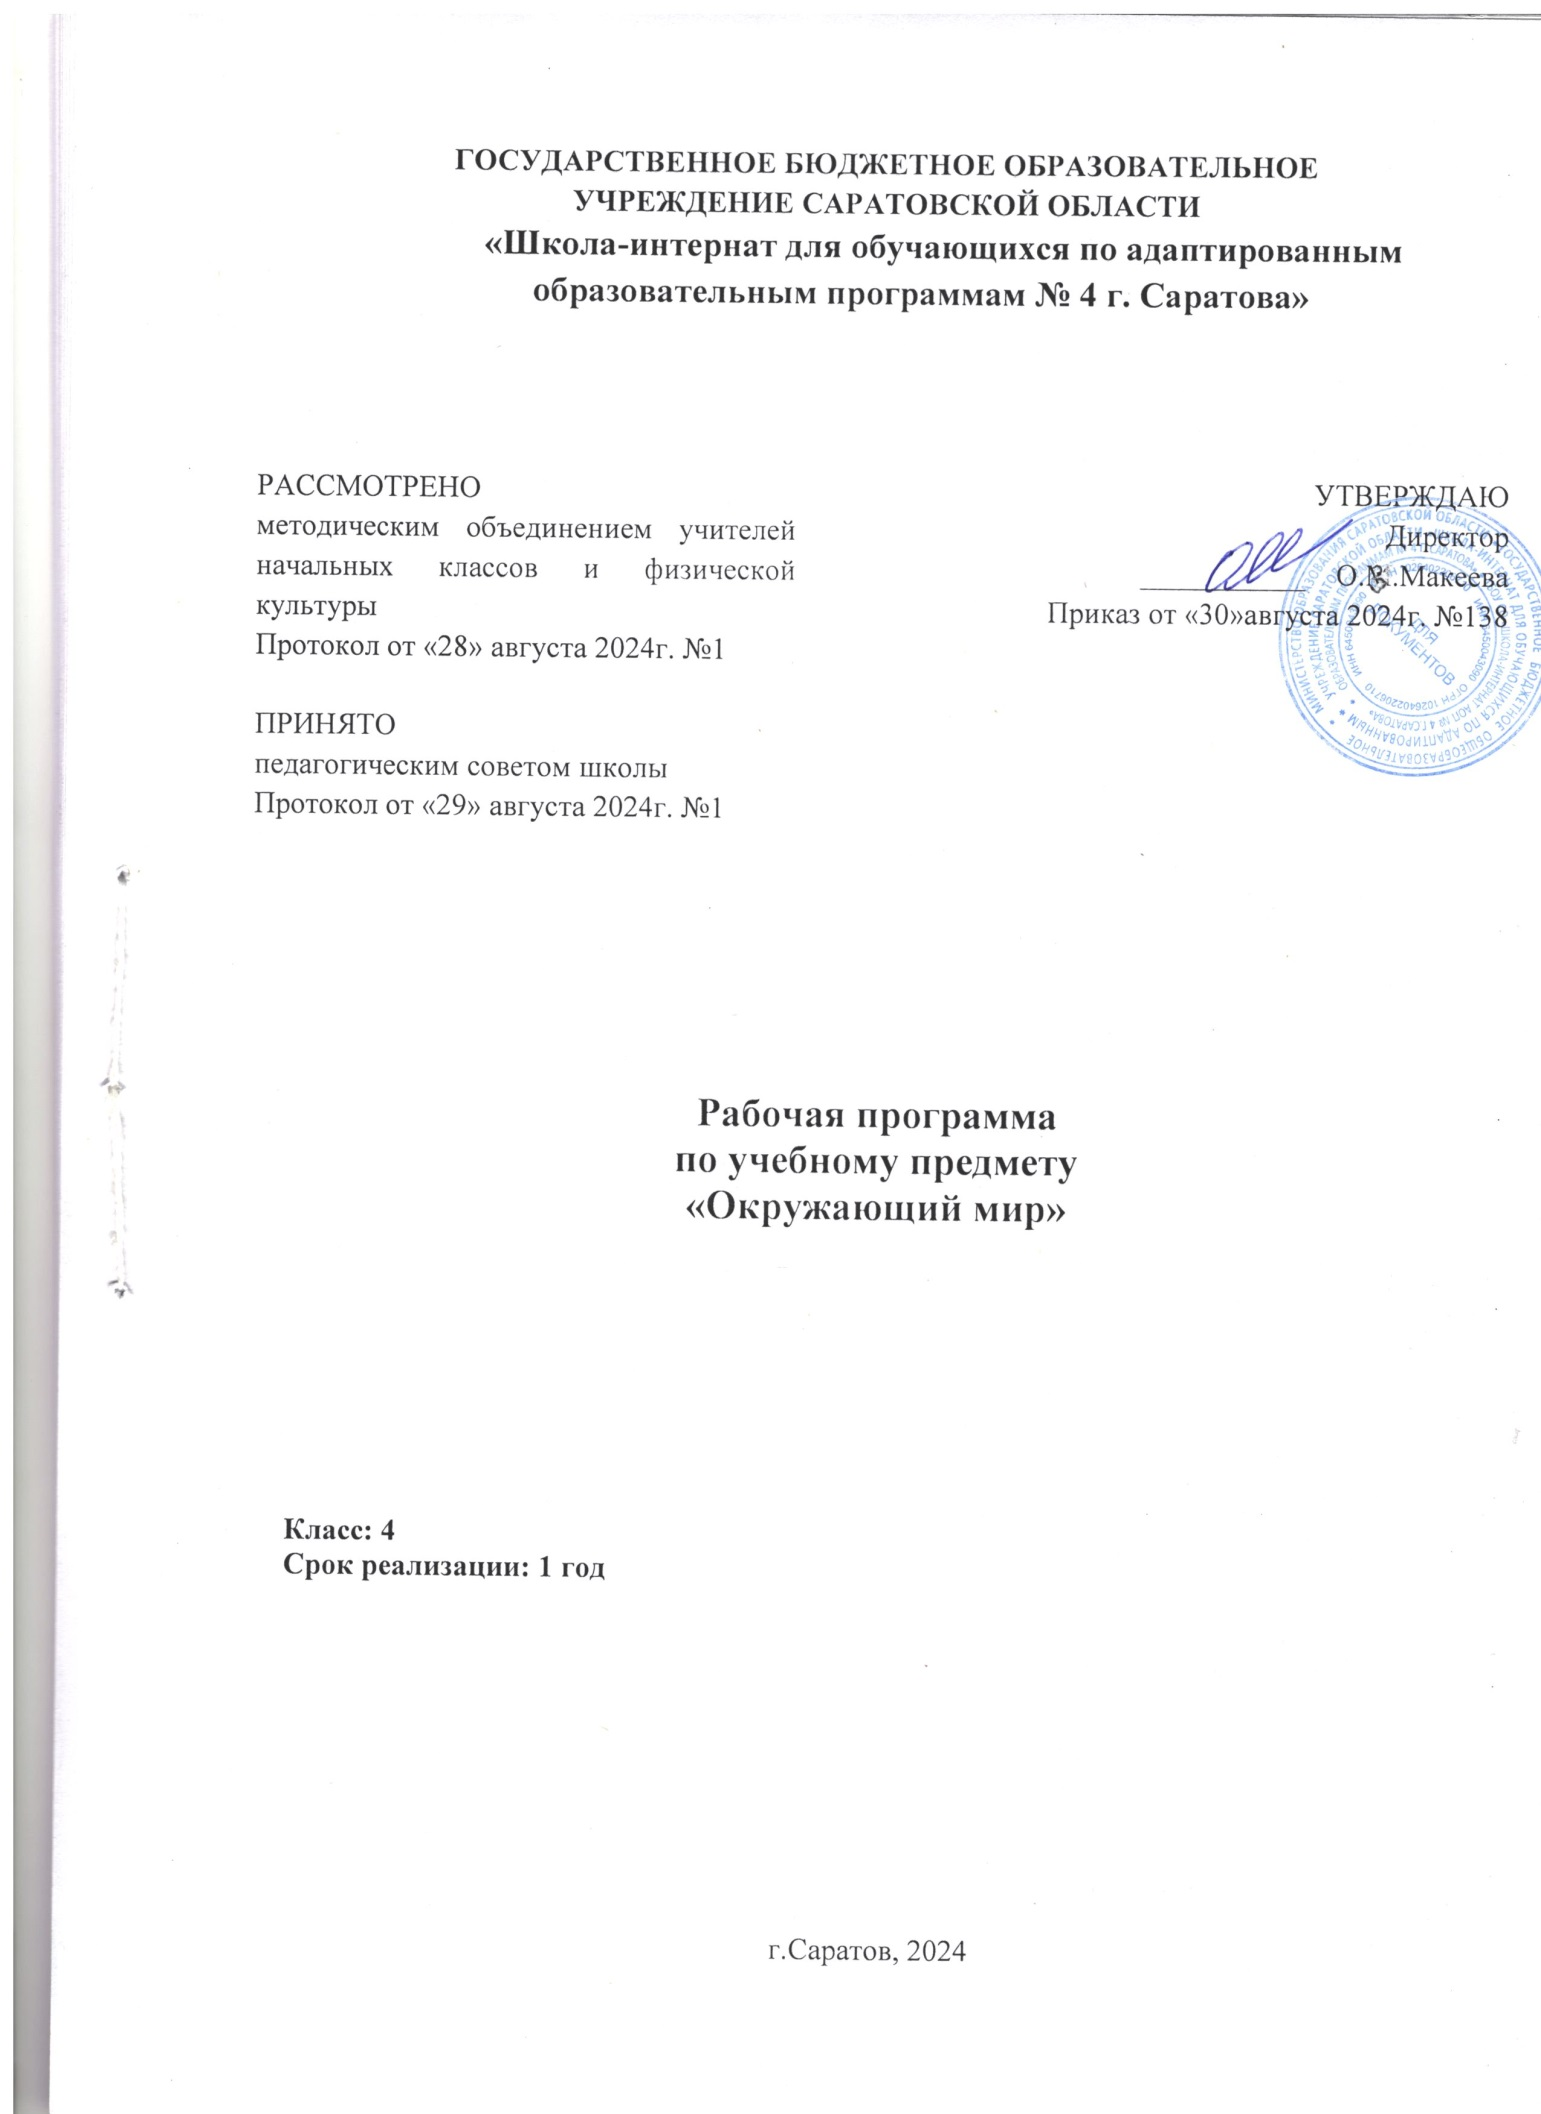 ГОСУДАРСТВЕННОЕ БЮДЖЕТНОЕ ОБРАЗОВАТЕЛЬНОЕ
УЧРЕЖДЕНИЕ САРАТОВСКОЙ ОБЛАСТИ
«Школа-интернат для обучающихся по адаптированным
образовательным программам № 4 г. Саратова»
РАССМОТРЕНО
методическим объединением учителей
начальных классов и физической
культуры
Протокол от «28» августа 2024г. №1
ПРИНЯТО
педагогическим советом школы
Протокол от «29» августа 2024г. №1
УТВЕРЖДАЮ
Директор
О.В..Макеева
Приказ от «30»августа 2024г. №138
ДЛЯ
ДОКУМЕНТОВ
Рабочая программа
по учебному предмету
«Окружающий мир»
Класс: 4
Срок реализации: 1 год
г.Саратов, 2024